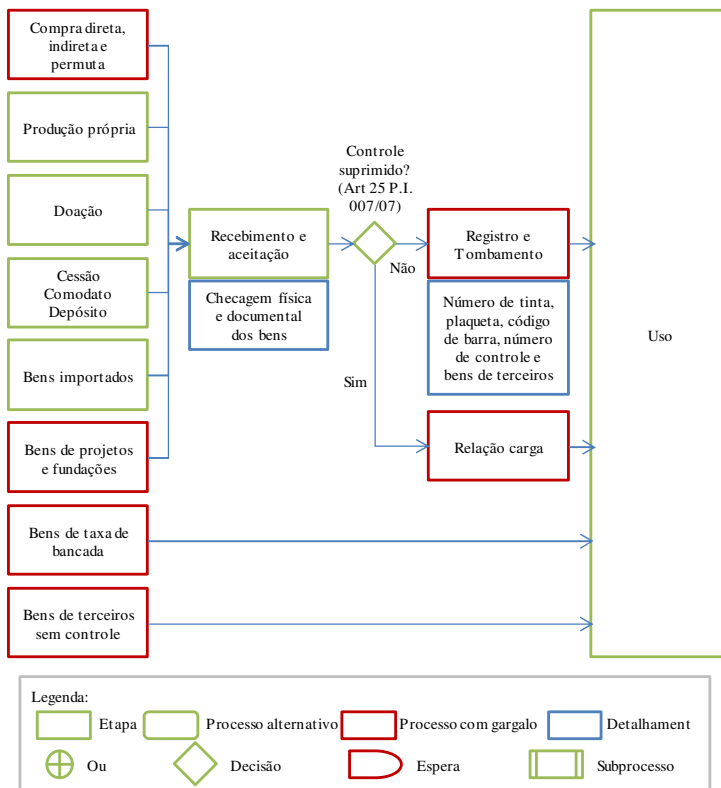 Compra direta,
indireta e
permuta
Produção própria
Doação
Cessão
Comodato
Depósito
Bens importados
Bens de projetos
e fundações
Bens de taxa de
bancada
Bens de terceiros
sem controle
Recebimento e
aceitação
Checagem física
e documental
dos bens
Controle
suprimido?
(Art 25 P.I.
007/07)
Não
Sim
Registro e
Tombamento
Número de tinta,
plaqueta, código
de barra, número
de controle e
bens de terceiros
Relação carga
Uso
Legenda:
Etapa
Processo alternativo
Processo com gargalo
Detalhament
Ou
Decisão
Espera
Subprocesso